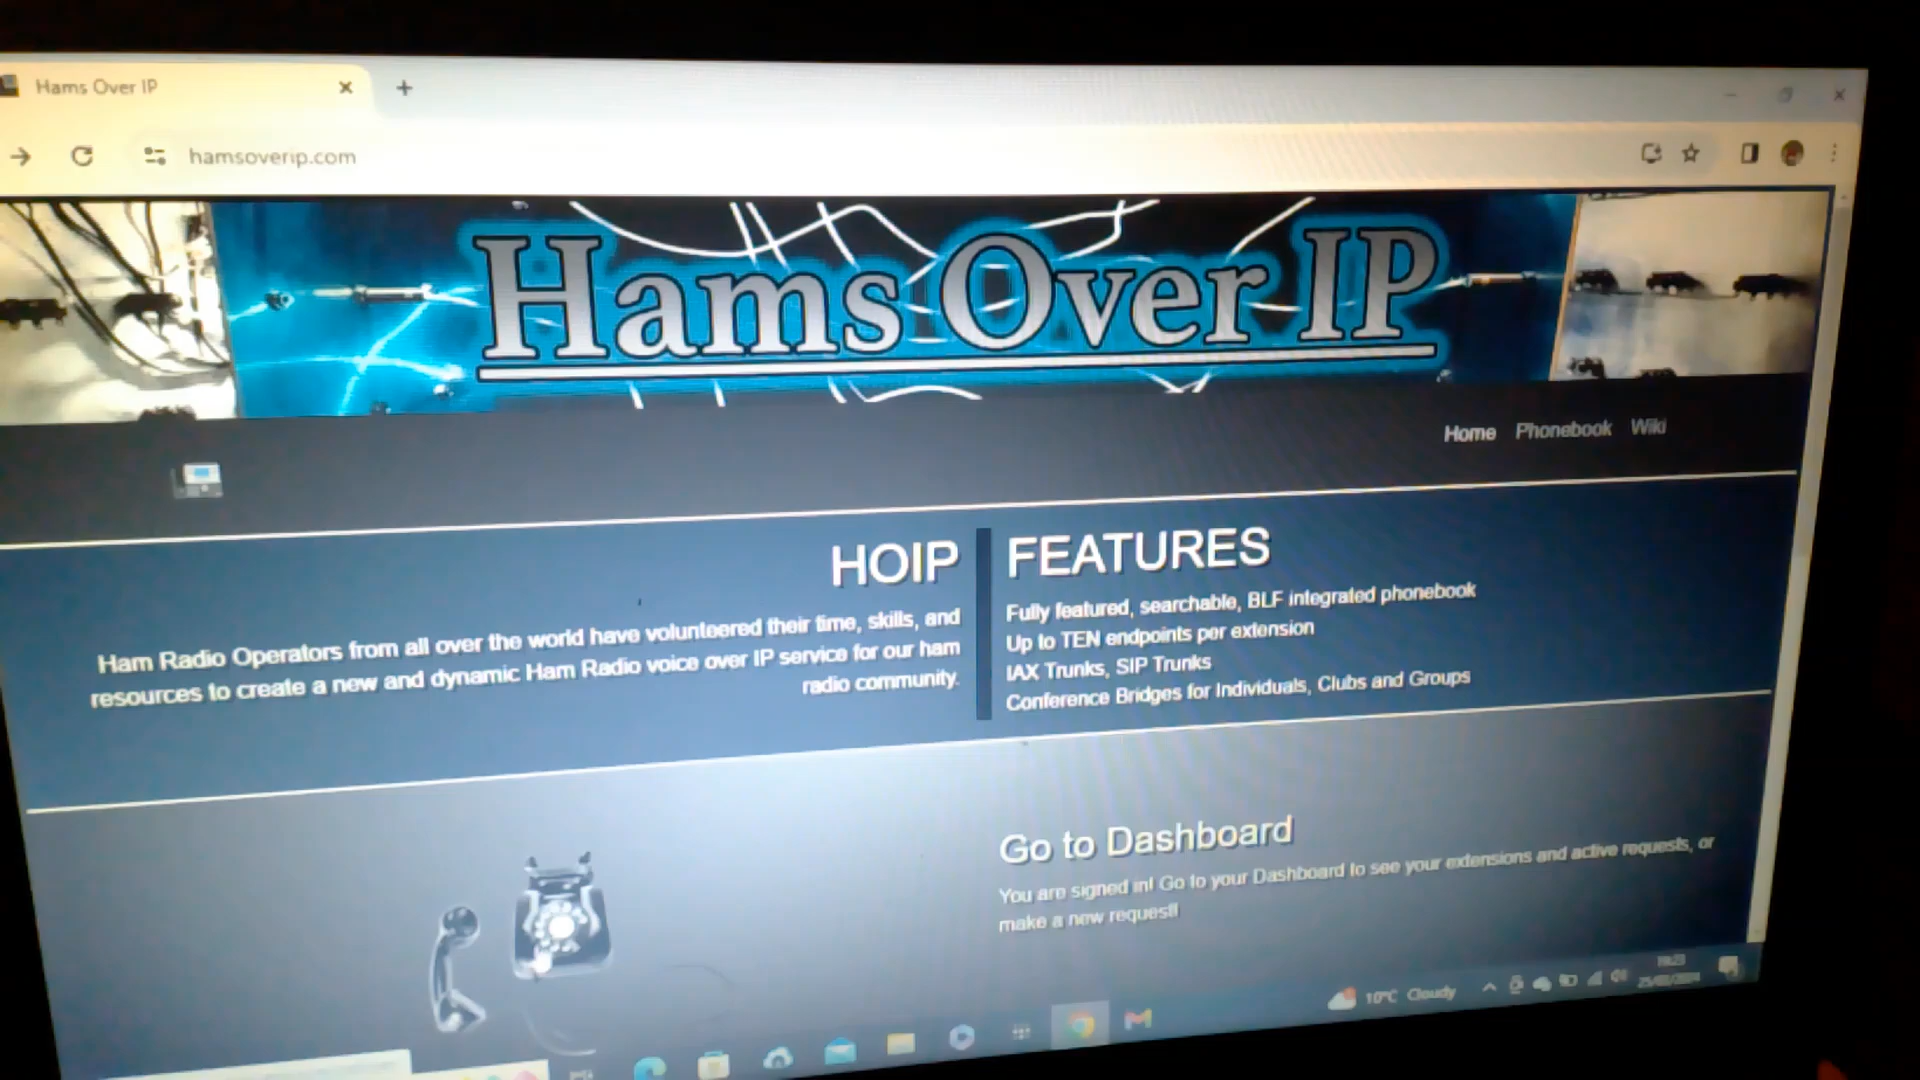 Hams Over IP
hamsoverip.com
Hams Over IP
Home Phonebook Wiki
HOIP
Ham Radio Operators from all over the world have volunteered their time, skills, and
resources to create a new and dynamic Ham Radio voice over IP service for our ham
radio community.
FEATURES
Fully featured, searchable, BLF integrated phonebook
Up to TEN endpoints per extension
IAX Trunks, SIP Trunks
Conference Bridges for Individuals, Clubs and Groups
Go to Dashboard
You are signed in! Go to your Dashboard to see your extensions and active requests, or
make a new request!
10°C Cloudy